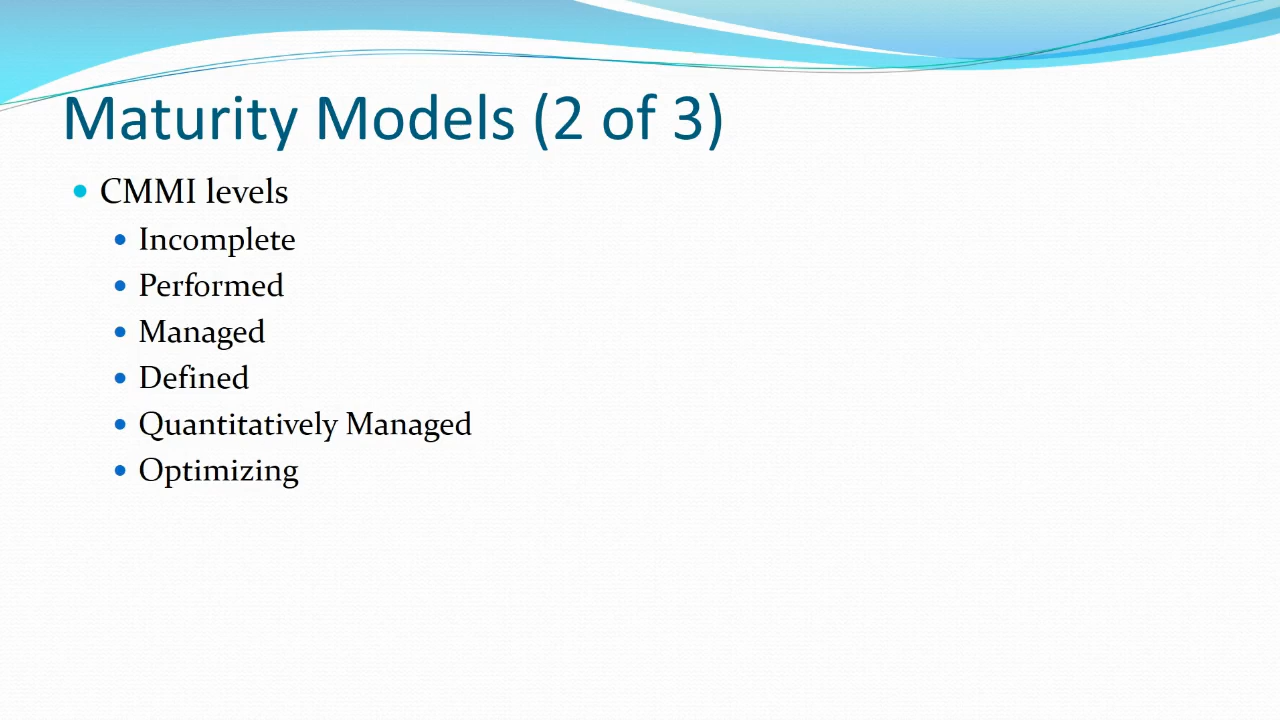 Maturity Models (2 of 3)
CMMI levels
Incomplete
Performed
Managed
Defined
Quantitatively Managed
Optimizing